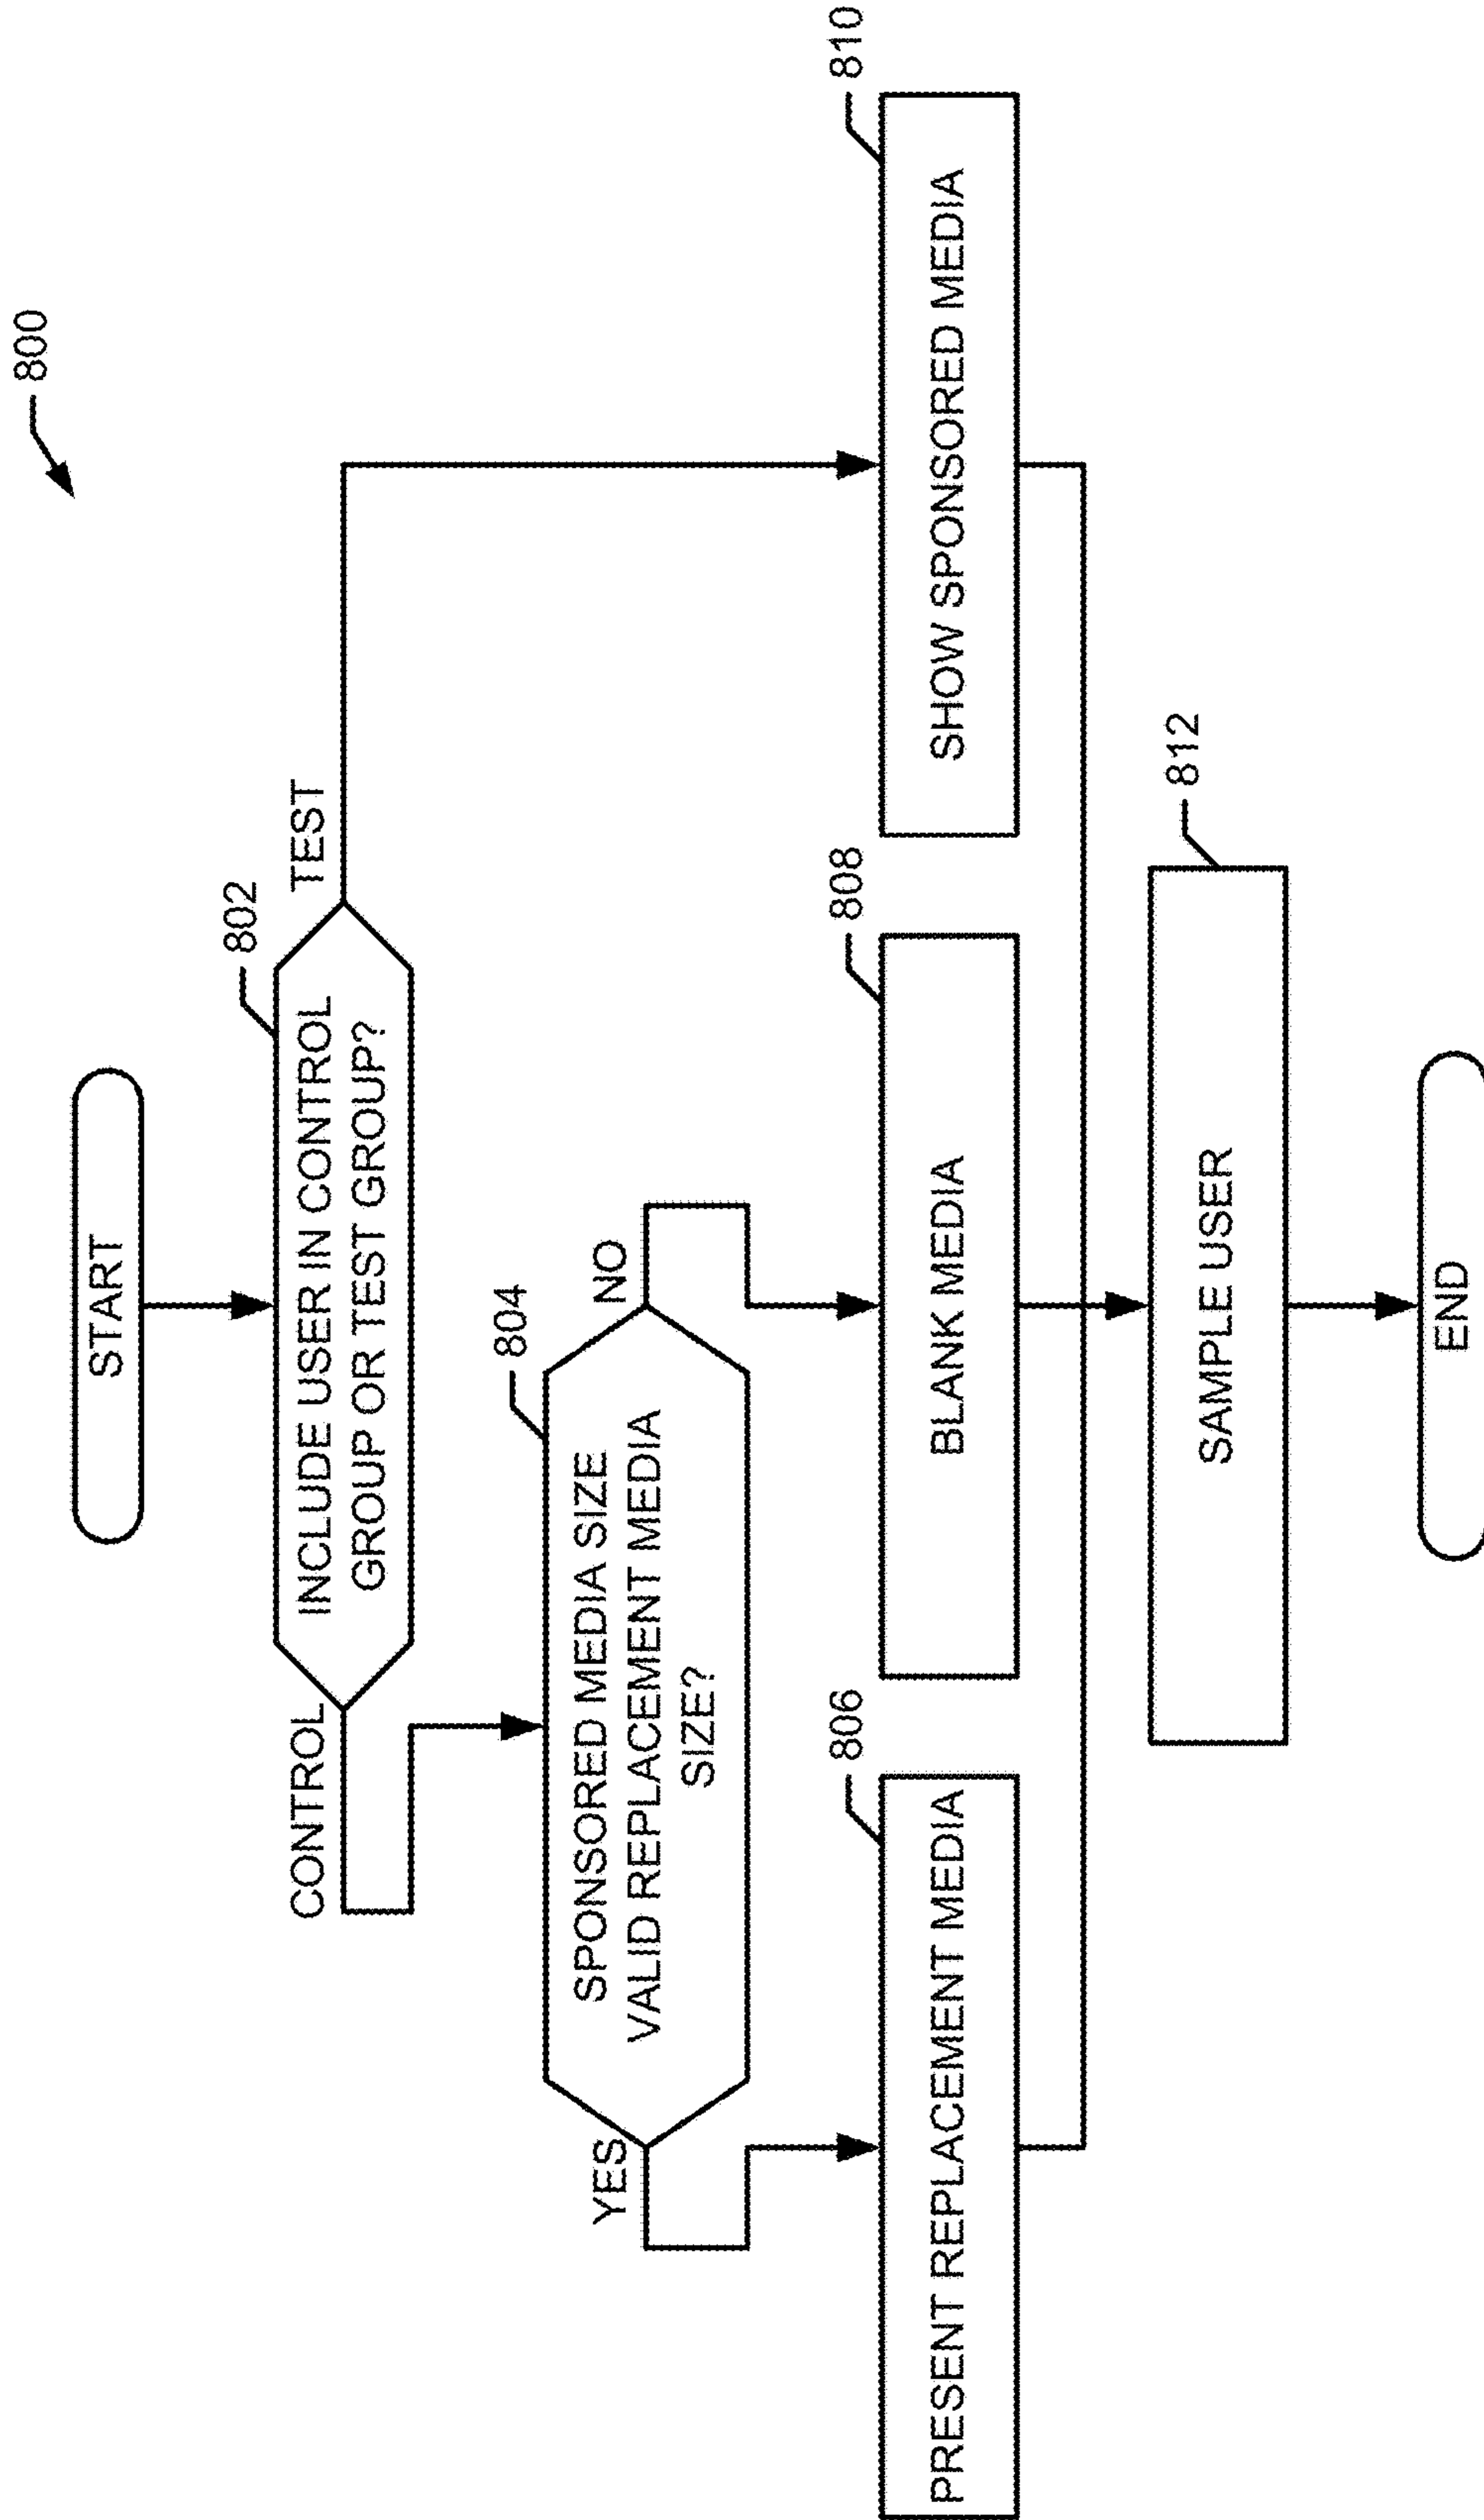 800
START
802
INCLUDE USER IN CONTROL
GROUP OR TEST GROUP?
CONTROL
TEST
804
SPONSORED MEDIA SIZE
VALID REPLACEMENT MEDIA
SIZE?
YES
NO
806
PRESENT REPLACEMENT MEDIA
808
BLANK MEDIA
810
SHOW SPONSORED MEDIA
812
SAMPLE USER
END